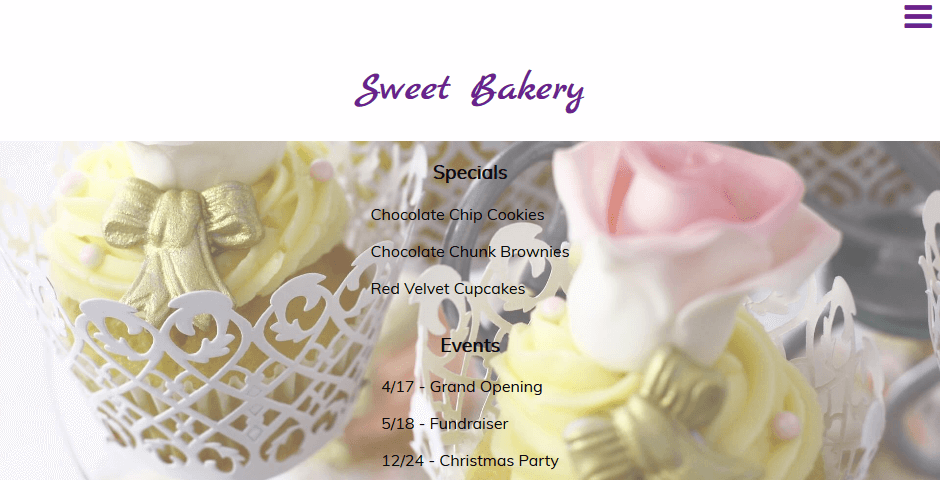 Sweet Bakery
Specials
Chocolate Chip Cookies
Chocolate Chunk Brownies
Red Velvet Cupcakes
Events
4/17 - Grand Opening
5/18 - Fundraiser
12/24 - Christmas Party